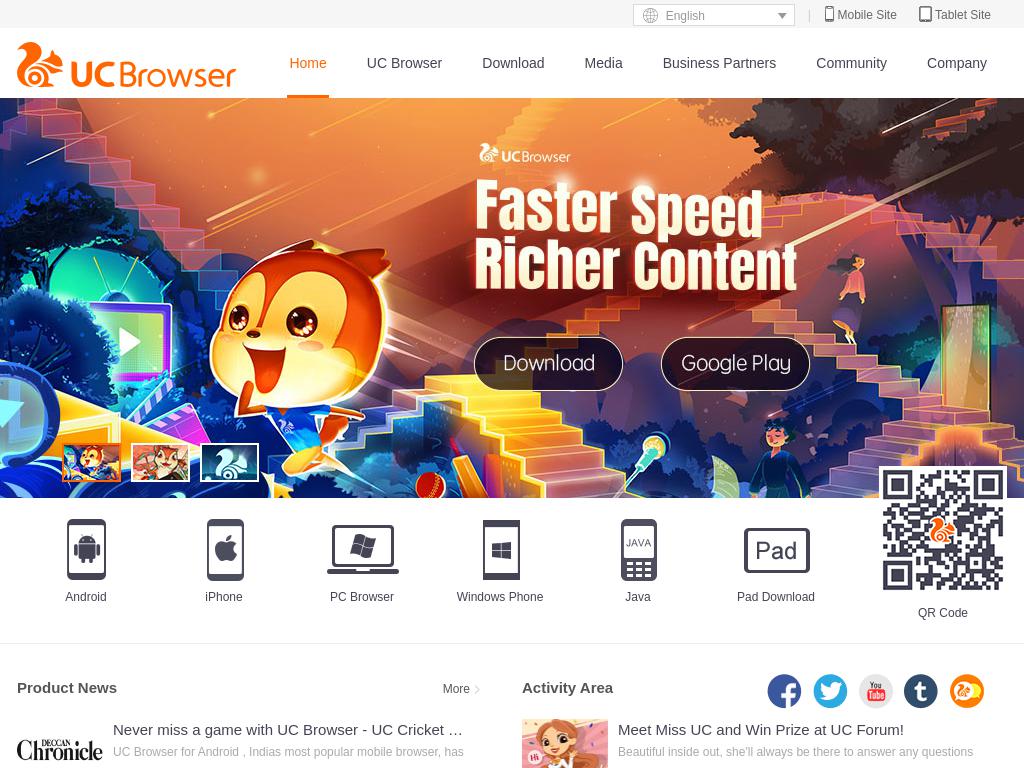 English
Mobile Site
Tablet Site
UC Browser
Home
UC Browser
Download
Media
Business Partners
Community
Company
UC Browser
Faster Speed
Richer Content
Download
Google Play
JAVA
Pad
Android
iPhone
PC Browser
Windows Phone
Java
Pad Download
QR Code
Product News
More
Activity Area
You
Tube
DECCAN
Chronicle
Never miss a game with UC Browser - UC Cricket …
UC Browser for Android , Indias most popular mobile browser, has
Hi
Meet Miss UC and Win Prize at UC Forum!
Beautiful inside out, she'll always be there to answer any questions